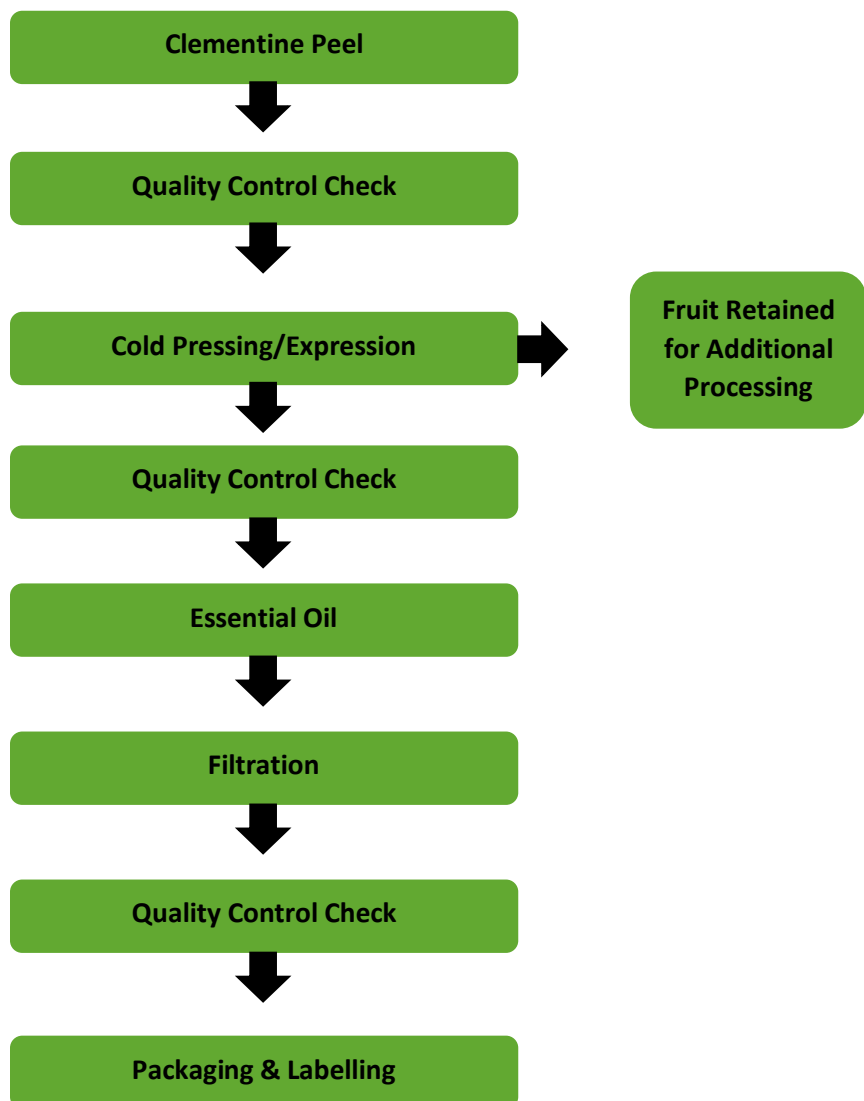 Clementine Peel
Quality Control Check
Cold Pressing/Expression
Fruit Retained
for Additional
Processing
Quality Control Check
Essential Oil
Filtration
Quality Control Check
Packaging & Labelling